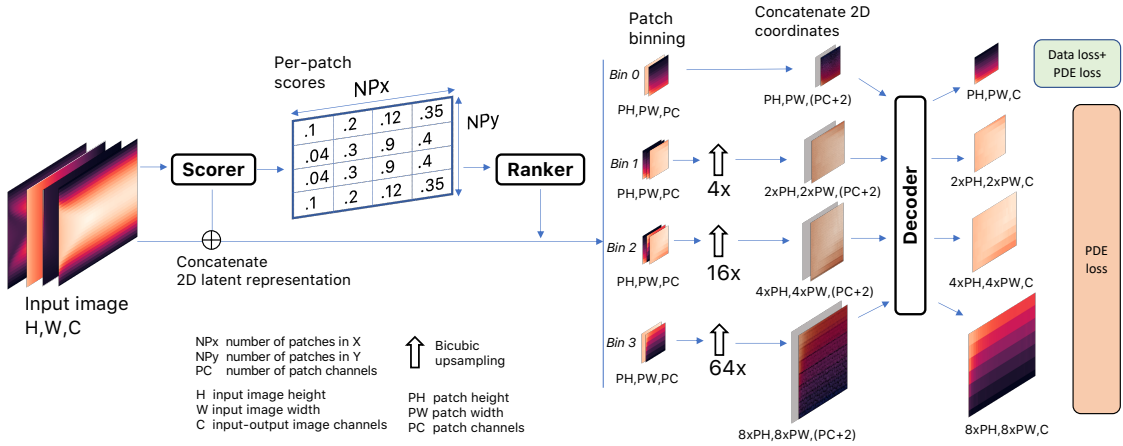 Input image
H,W,C
Scorer
Concatenate
2D latent representation
Per-patch
scores
NPx
NPy
.1 .2 .12 .35
.04 .3 .9 .4
.04 .3 .9 .4
.1 .2 .12 .35
Ranker
Patch
binning
Concatenate 2D
coordinates
Bin 0
PH,PW,PC
PH,PW,(PC+2)
PH,PW,C
Bin 1
PH,PW,PC
4x
2xPH,2xPW,(PC+2)
2xPH,2xPW,C
Bin 2
PH,PW,PC
16x
4xPH,4xPW,(PC+2)
4xPH,4xPW,C
Bin 3
PH,PW,PC
64x
8xPH,8xPW,(PC+2)
8xPH,8xPW,C
Decoder
Data loss+
PDE loss
PDE
loss
NPx number of patches in X
NPy number of patches in Y
PC number of patch channels
H input image height
W input image width
C input-output image channels
Bicubic
upsampling
PH patch height
PW patch width
PC patch channels